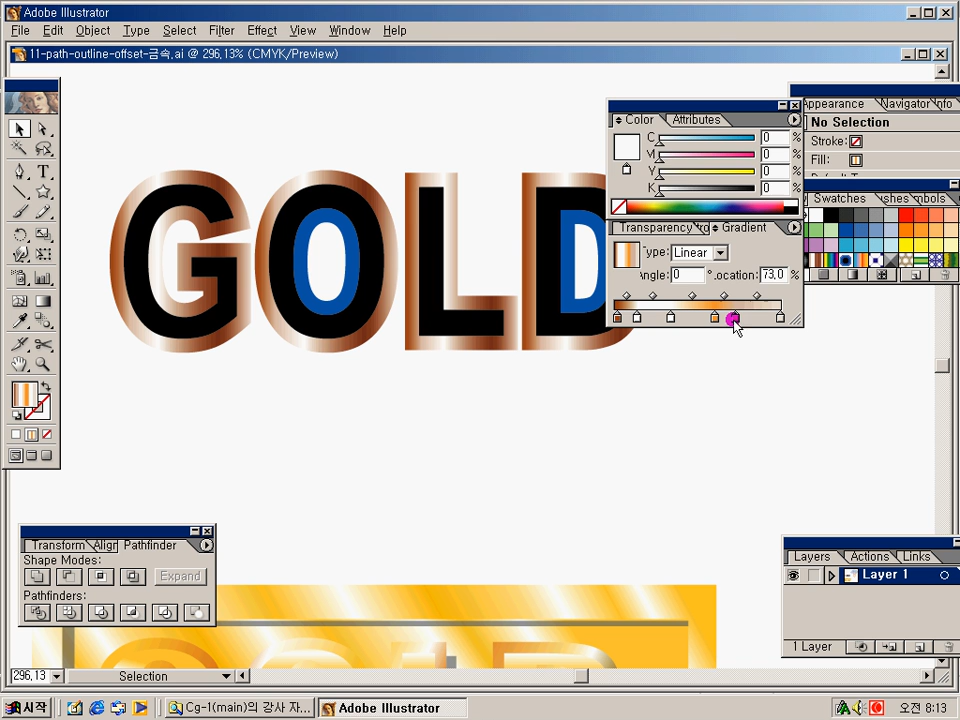 Adobe Illustrator
File Edit Object Type Select Filter Effect View Window Help
11-path-outline-offset-금속.ai @ 296,13% (CMYK/Preview)
Appearance Navigator Info
No Selection
Stroke:
Fill:
Color Attributes
C 0 %
M 0 %
Y 0 %
K 0 %
Swatches ushes mbols
Transparency Gradient
Type: Linear
Angle: 0 ° Location: 73,0 %
GOLD
Transform Align Pathfinder
Shape Modes:
Expand
Pathfinders:
Layers Actions Links
Layer 1
1 Layer
GOLD
296,13 Selection
시작 Cg-1(main)의 강사 자... Adobe Illustrator A 오전 8:13